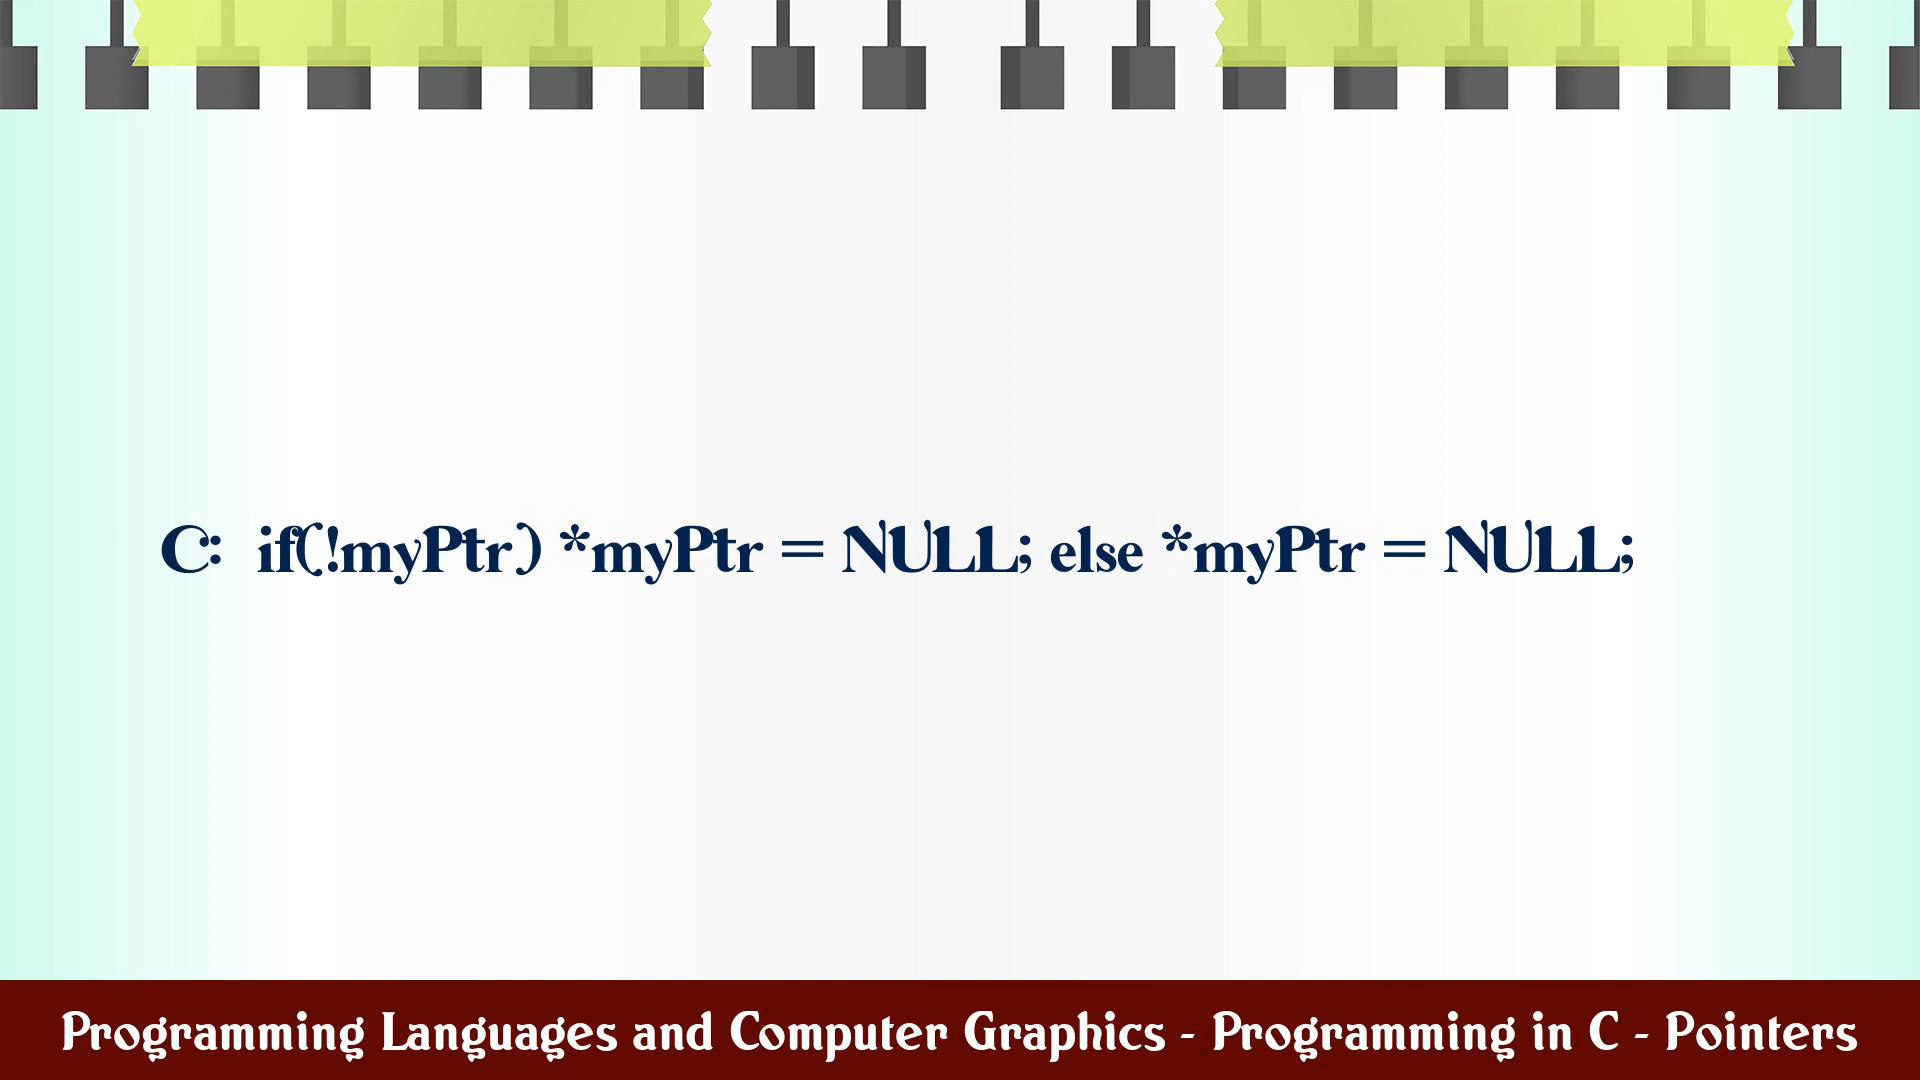 C: if(!myPtr) *myPtr = NULL; else *myPtr = NULL;
Programming Languages and Computer Graphics - Programming in C - Pointers